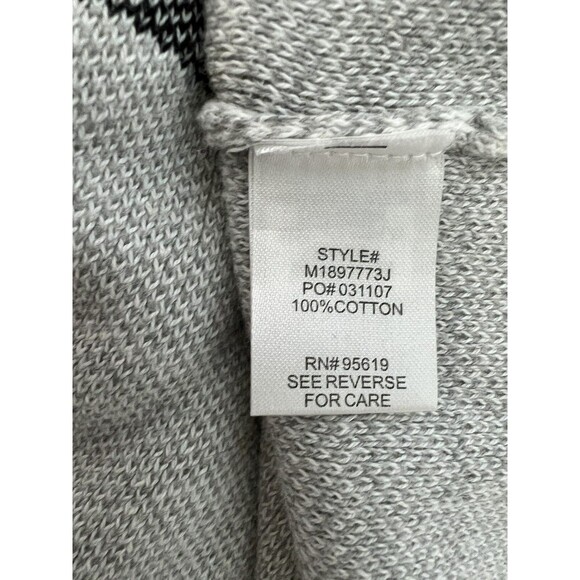 STYLE#
M1897773J
PO# 031107
100%COTTON
RN# 95619
SEE REVERSE
FOR CARE